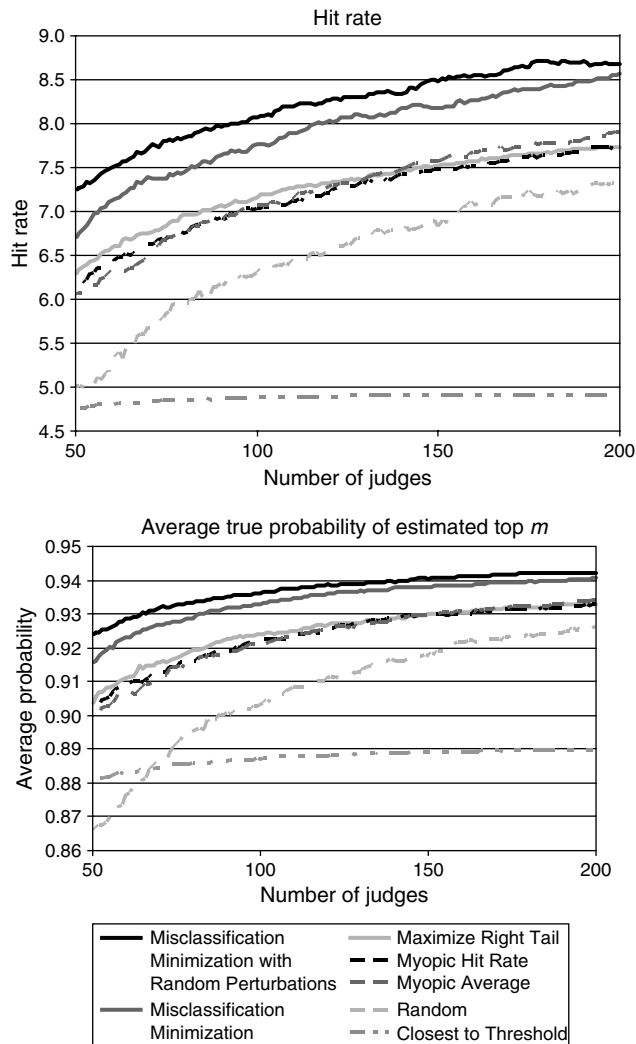 Hit rate
9.0
8.5
8.0
7.5
7.0
6.5
6.0
5.5
5.0
4.5
Hit rate
50
100
150
200
Number of judges
Average true probability of estimated top m
0.95
0.94
0.93
0.92
0.91
0.90
0.89
0.88
0.87
0.86
Average probability
50
100
150
200
Number of judges
Misclassification
Minimization with
Random Perturbations
Misclassification
Minimization
Maximize Right Tail
Myopic Hit Rate
Myopic Average
Random
Closest to Threshold